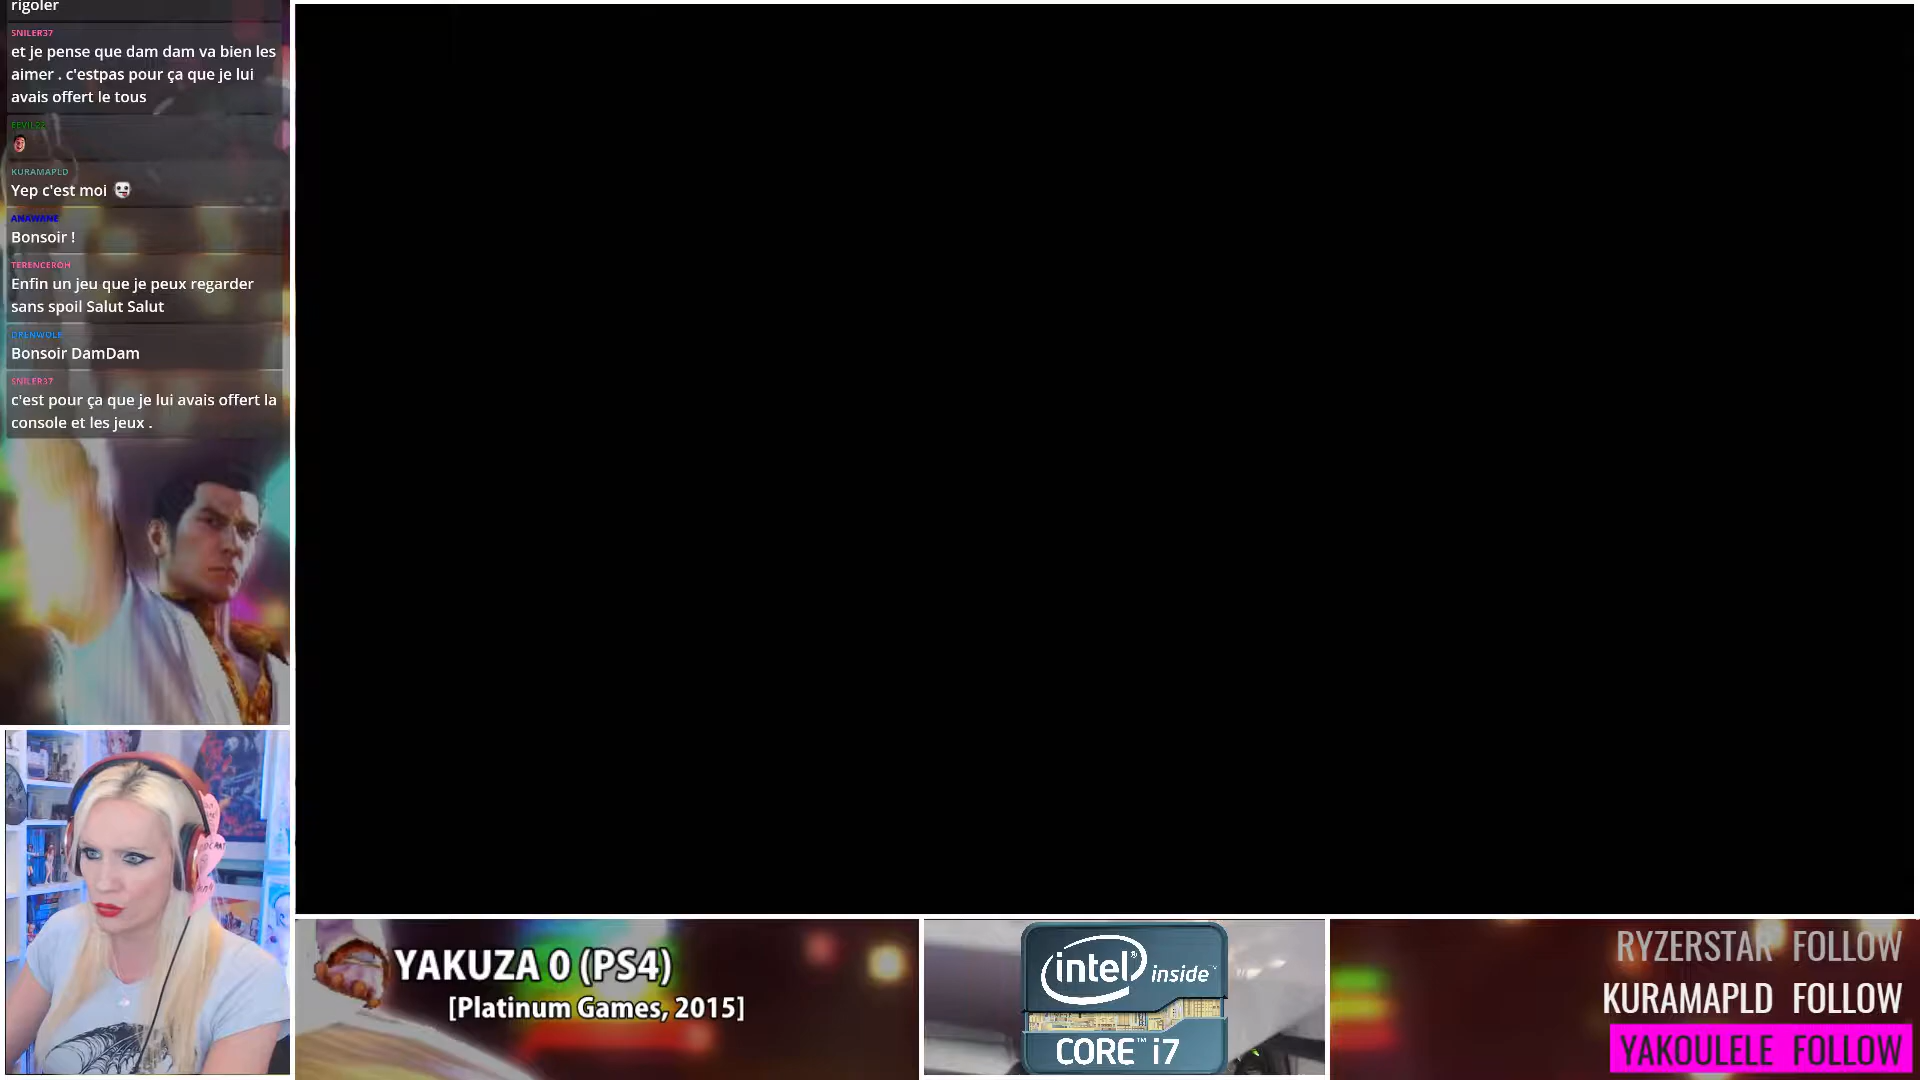 rigoler
SNILER37
et je pense que dam dam va bien les
aimer . c'estpas pour ça que je lui
avais offert le tous
KURAMAPLD
Yep c'est moi
ANAWANE
Bonsoir !
TERENCEROH
Enfin un jeu que je peux regarder
sans spoil Salut Salut
Bonsoir DamDam
SNILER37
c'est pour ça que je lui avais offert la
console et les jeux .
YAKUZA 0 (PS4)
[Platinum Games, 2015]
intel® inside™
CORE™ i7
RYZERSTAR FOLLOW
KURAMAPLD FOLLOW
YAKOULELE FOLLOW